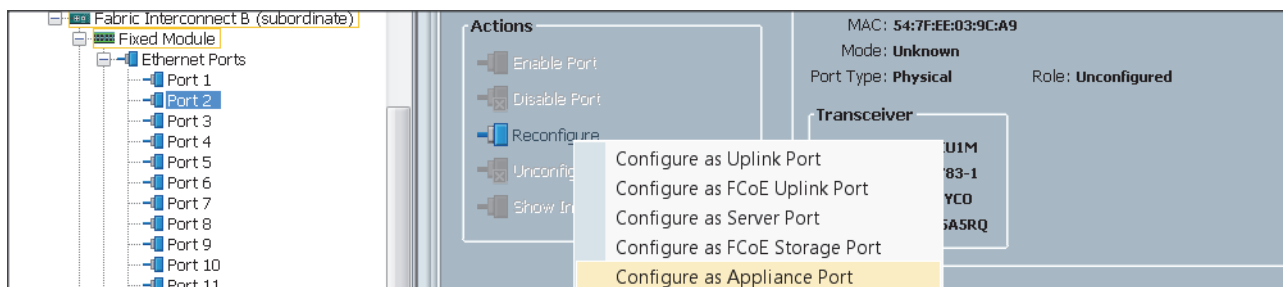 Fabric Interconnect B (subordinate)
Fixed Module
Ethernet Ports
Port 1
Port 2
Port 3
Port 4
Port 5
Port 6
Port 7
Port 8
Port 9
Port 10
Port 11
Actions
Enable Port
Disable Port
Reconfigure
Configure as Uplink Port
Configure as FCoE Uplink Port
Configure as Server Port
Configure as FCoE Storage Port
Configure as Appliance Port
MAC: 54:7F:EE:03:9C:A9
Mode: Unknown
Port Type: Physical Role: Unconfigured
Transceiver